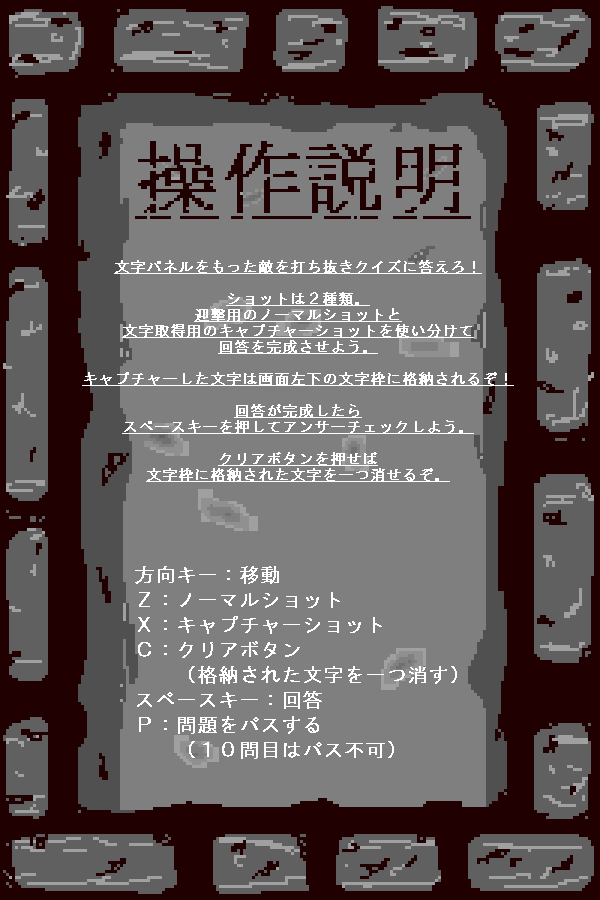 操作説明
文字パネルをもった敵を打ち抜きクイズに答えろ！
ショットは２種類。
迎撃用のノーマルショットと
文字取得用のキャプチャーショットを使い分けて
回答を完成させよう。
キャプチャーした文字は画面左下の文字枠に格納されるぞ！
回答が完成したら
スペースキーを押してアンサーチェックしよう。
クリアボタンを押せば
文字枠に格納された文字を一つ消せるぞ。
方向キー：移動
Ｚ：ノーマルショット
Ｘ：キャプチャーショット
Ｃ：クリアボタン
（格納された文字を一つ消す）
スペースキー：回答
Ｐ：問題をパスする
（１０問目はパス不可）